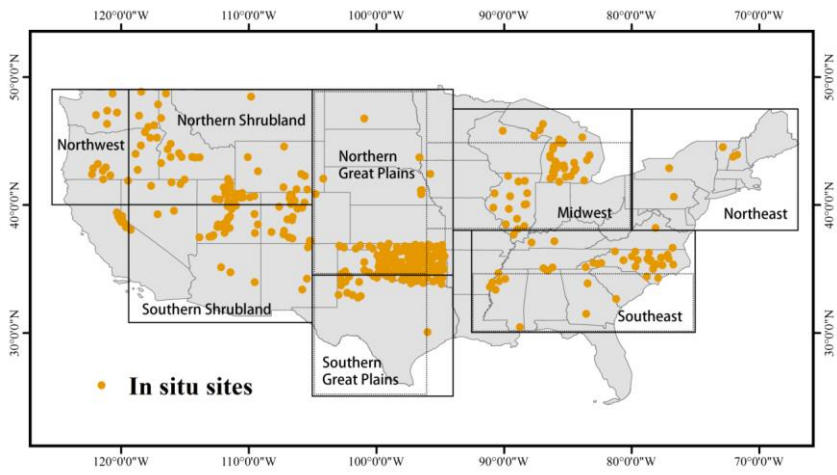 120°0'0"W 110°0'0"W 100°0'0"W 90°0'0"W 80°0'0"W 70°0'0"W
50°0'0"N 50°0'0"N
Northern Shrubland
Northwest
Northern
Great Plains
40°0'0"N 40°0'0"N
Midwest
Northeast
Southern Shrubland
Southeast
30°0'0"N 30°0'0"N
Southern
Great Plains
In situ sites
120°0'0"W 110°0'0"W 100°0'0"W 90°0'0"W 80°0'0"W 70°0'0"W